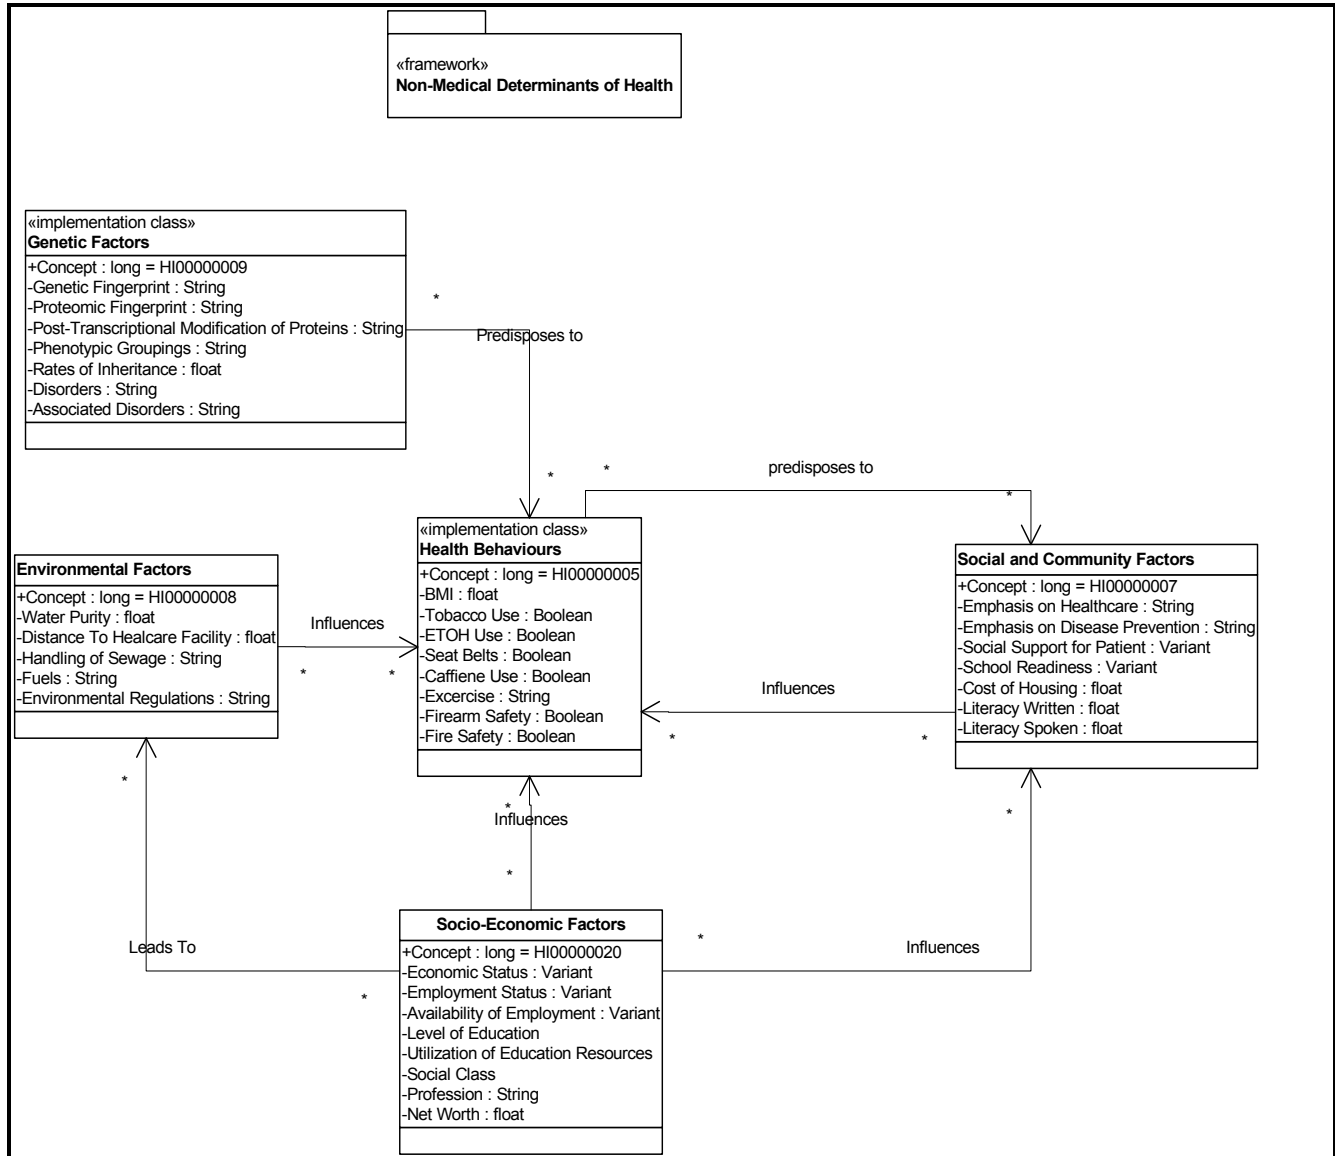 «framework»
Non-Medical Determinants of Health
«implementation class»
Genetic Factors
+Concept : long = HI00000009
-Genetic Fingerprint : String
-Proteomic Fingerprint : String
-Post-Transcriptional Modification of Proteins : String
-Phenotypic Groupings : String
-Rates of Inheritance : float
-Disorders : String
-Associated Disorders : String
*
Predisposes to
*
*
predisposes to
*
«implementation class»
Health Behaviours
+Concept : long = HI00000005
-BMI : float
-Tobacco Use : Boolean
-ETOH Use : Boolean
-Seat Belts : Boolean
-Caffiene Use : Boolean
-Excercise : String
-Firearm Safety : Boolean
-Fire Safety : Boolean
Environmental Factors
+Concept : long = HI00000008
-Water Purity : float
-Distance To Healcare Facility : float
-Handling of Sewage : String
-Fuels : String
-Environmental Regulations : String
Influences
*
*
Social and Community Factors
+Concept : long = HI00000007
-Emphasis on Healthcare : String
-Emphasis on Disease Prevention : String
-Social Support for Patient : Variant
-School Readiness : Variant
-Cost of Housing : float
-Literacy Written : float
-Literacy Spoken : float
Influences
*
*
*
*
Influences
*
*
Leads To
*
Socio-Economic Factors
+Concept : long = HI00000020
-Economic Status : Variant
-Employment Status : Variant
-Availability of Employment : Variant
-Level of Education
-Utilization of Education Resources
-Social Class
-Profession : String
-Net Worth : float
*
Influences